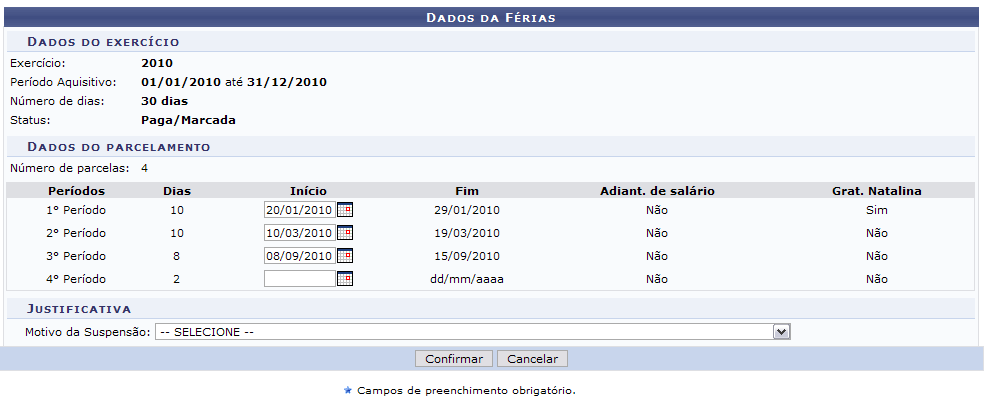 Dados da Férias
Dados do exercício
Exercício: 2010
Período Aquisitivo: 01/01/2010 até 31/12/2010
Número de dias: 30 dias
Status: Paga/Marcada
Dados do parcelamento
Número de parcelas: 4
Períodos Dias Início Fim Adiant. de salário Grat. Natalina
1º Período 10 20/01/2010 29/01/2010 Não Sim
2º Período 10 10/03/2010 19/03/2010 Não Não
3º Período 8 08/09/2010 15/09/2010 Não Não
4º Período 2 dd/mm/aaaa Não Não
Justificativa
Motivo da Suspensão: -- SELECIONE --
Confirmar Cancelar
Campos de preenchimento obrigatório.